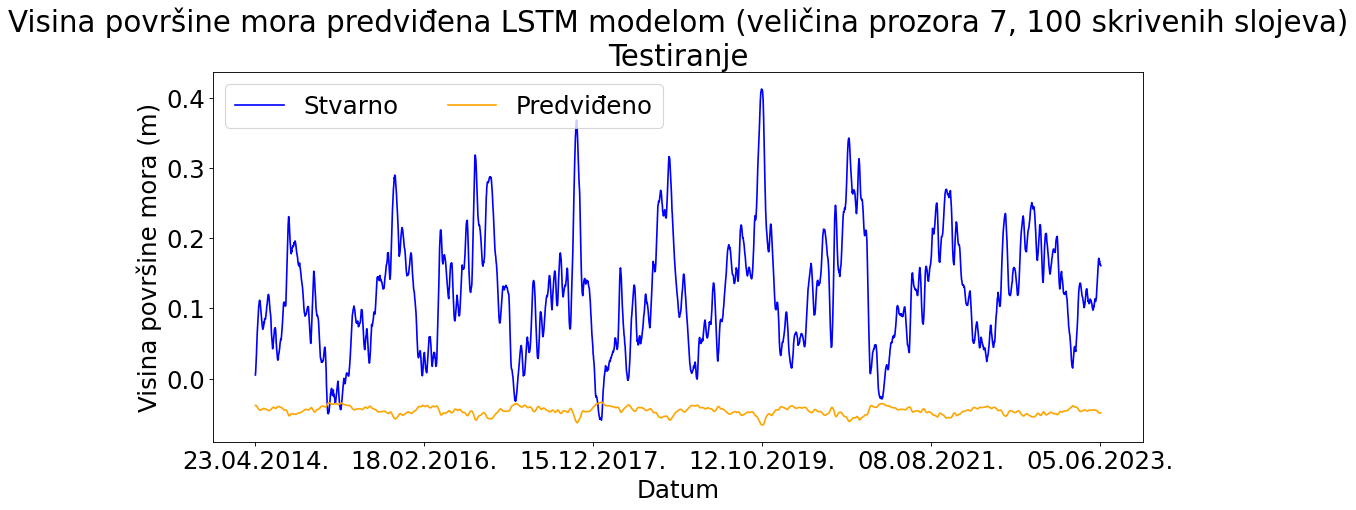 Visina površine mora predviđena LSTM modelom (veličina prozora 7, 100 skrivenih slojeva)
Testiranje
Stvarno Predviđeno
Visina površine mora (m)
0.4
0.3
0.2
0.1
0.0
23.04.2014. 18.02.2016. 15.12.2017. 12.10.2019. 08.08.2021. 05.06.2023.
Datum